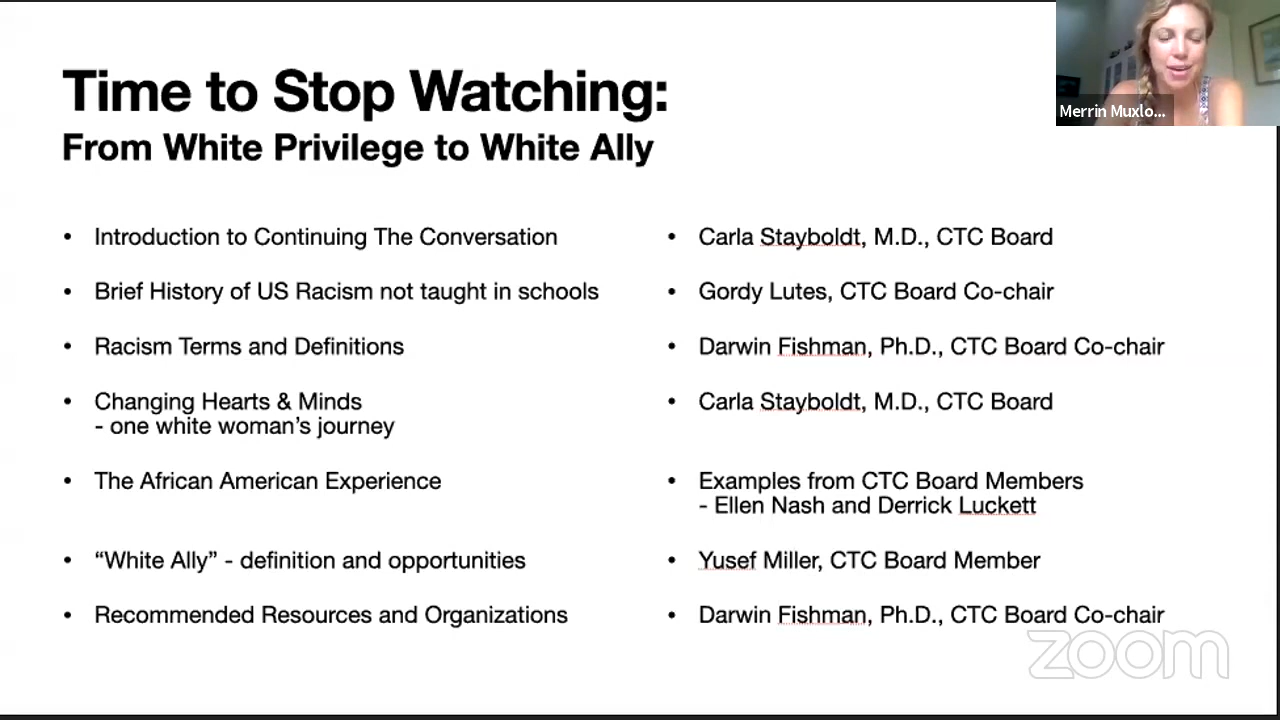 Time to Stop Watching:
From White Privilege to White Ally
Merrin Muxlo...
• Introduction to Continuing The Conversation
• Carla Stayboldt, M.D., CTC Board
• Brief History of US Racism not taught in schools
• Gordy Lutes, CTC Board Co-chair
• Racism Terms and Definitions
• Darwin Fishman, Ph.D., CTC Board Co-chair
• Changing Hearts & Minds
- one white woman’s journey
• Carla Stayboldt, M.D., CTC Board
• The African American Experience
• Examples from CTC Board Members
- Ellen Nash and Derrick Luckett
• “White Ally” - definition and opportunities
• Yusef Miller, CTC Board Member
• Recommended Resources and Organizations
• Darwin Fishman, Ph.D., CTC Board Co-chair
zoom